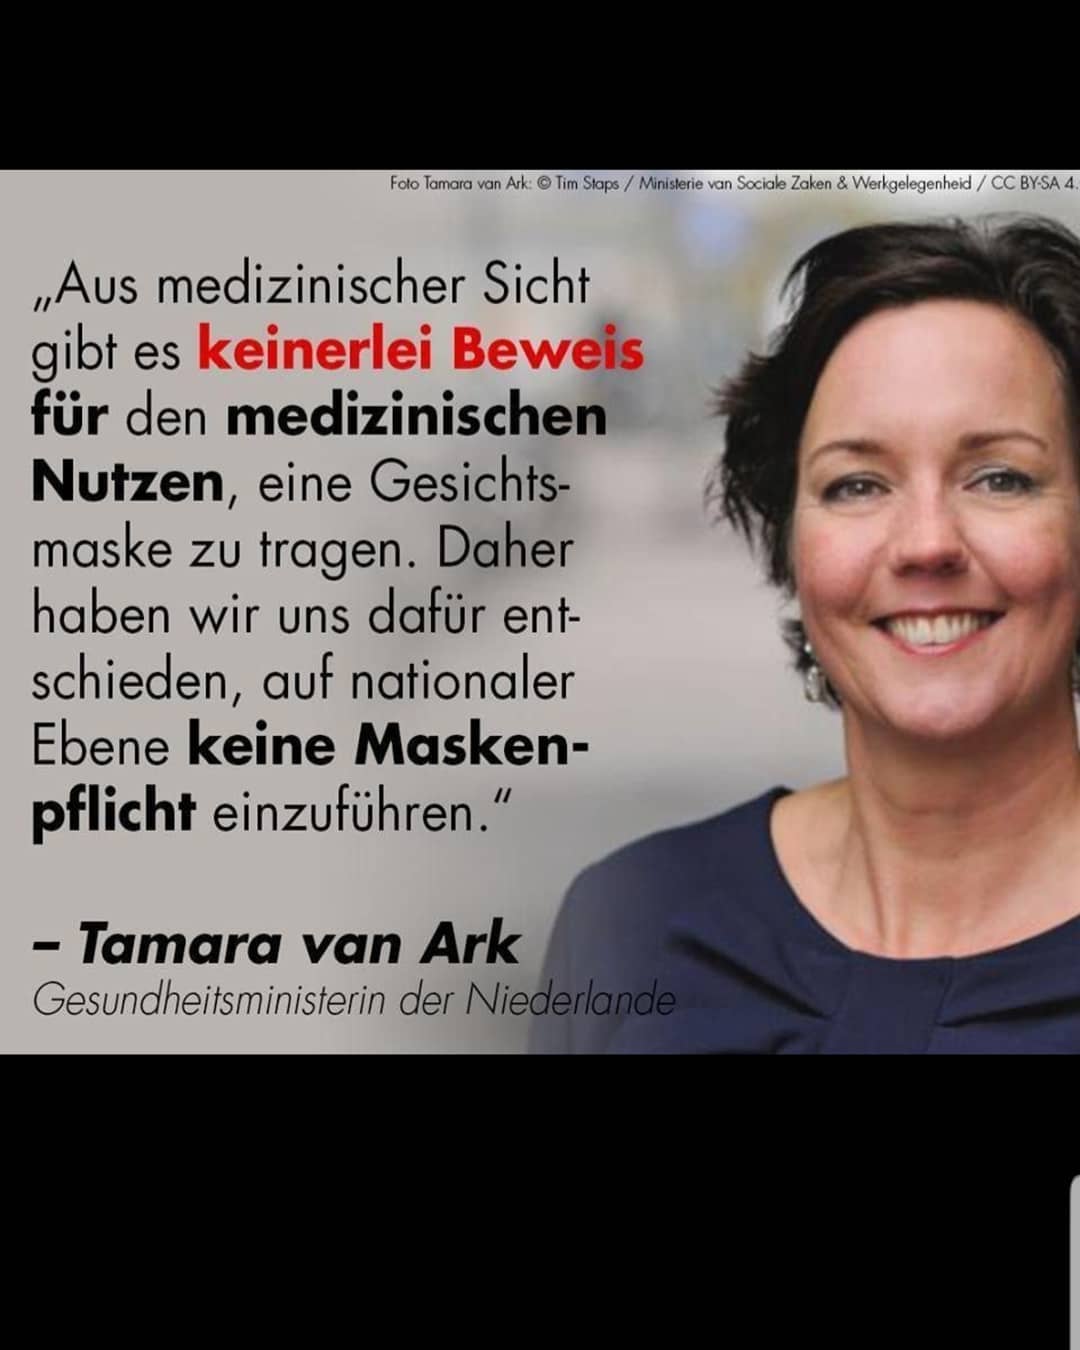 Foto Tamara van Ark: © Tim Staps / Ministerie van Sociale Zaken & Werkgelegenheid / CC BY-SA 4.
„Aus medizinischer Sicht
gibt es keinerlei Beweis
für den medizinischen
Nutzen, eine Gesichts-
maske zu tragen. Daher
haben wir uns dafür ent-
schieden, auf nationaler
Ebene keine Masken-
pflicht einzuführen.“
– Tamara van Ark
Gesundheitsministerin der Niederlande